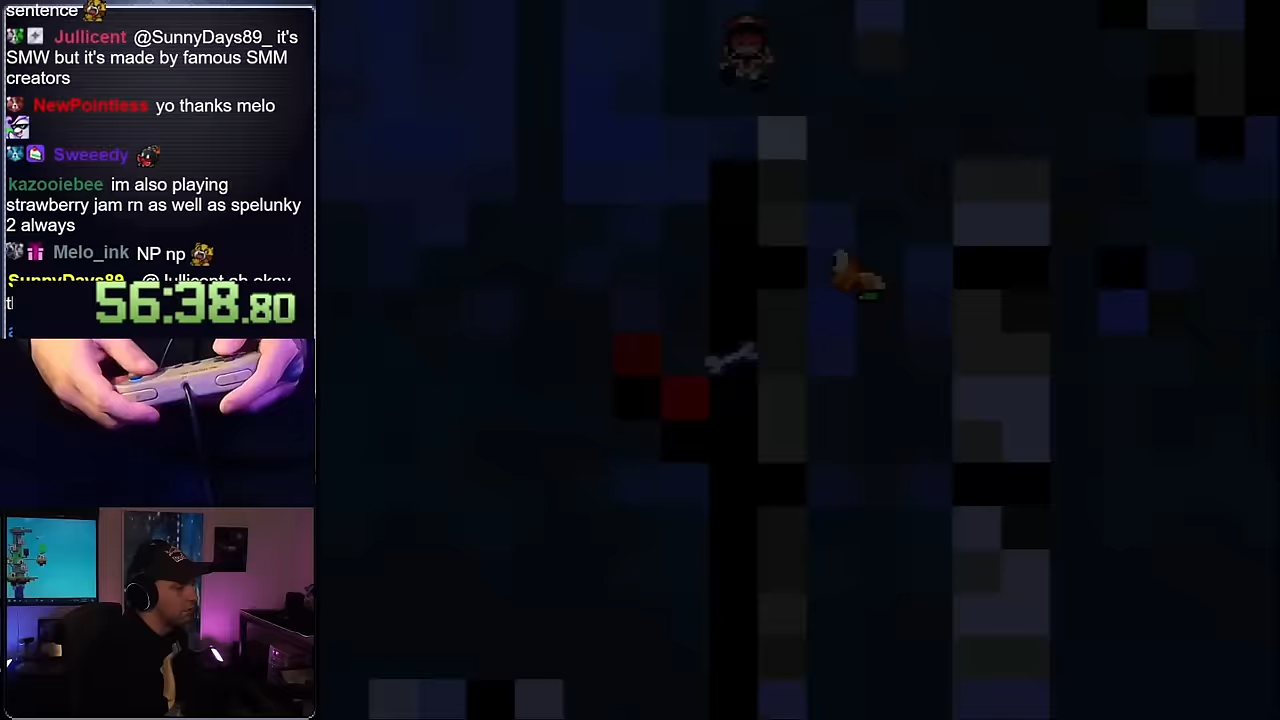 sentence
Jullicent @SunnyDays89_ it's
SMW but it's made by famous SMM
creators
NewPointless yo thanks melo
Sweeedy
kazooiebee im also playing
strawberry jam rn as well as spelunky
2 always
Melo_ink NP np
56:38.80